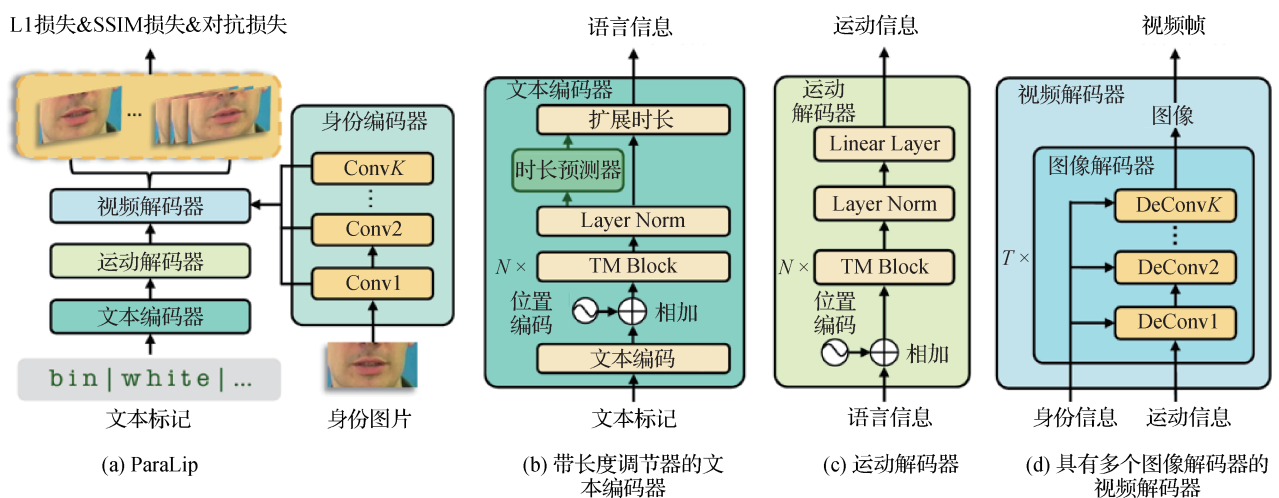 L1损失&SSIM损失&对抗损失
...
视频解码器
运动解码器
文本编码器
bin|white|...
文本标记
身份编码器
ConvK
Conv2
Conv1
身份图片
(a) ParaLip
语言信息
文本编码器
扩展时长
时长预测器
Layer Norm
N×
TM Block
位置
编码
相加
文本编码
文本标记
(b) 带长度调节器的文
本编码器
运动信息
运动
解码器
Linear Layer
Layer Norm
N×
TM Block
位置
编码
相加
语言信息
(c) 运动解码器
视频帧
视频解码器
图像
图像解码器
DeConvK
T×
DeConv2
DeConv1
身份信息
运动信息
(d) 具有多个图像解码器的
视频解码器